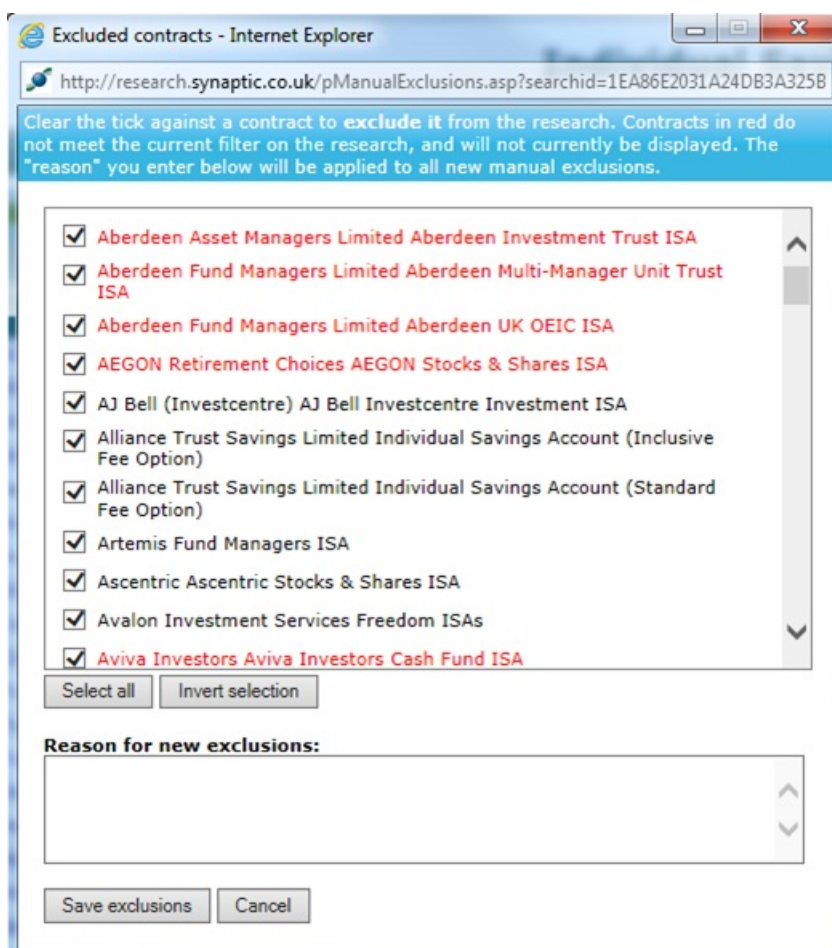 Excluded contracts - Internet Explorer
http://research.synaptic.co.uk/pManualExclusions.asp?searchid=1EA86E2031A24DB3A325B
Clear the tick against a contract to exclude it from the research. Contracts in red do
not meet the current filter on the research, and will not currently be displayed. The
"reason" you enter below will be applied to all new manual exclusions.
Aberdeen Asset Managers Limited Aberdeen Investment Trust ISA
Aberdeen Fund Managers Limited Aberdeen Multi-Manager Unit Trust
ISA
Aberdeen Fund Managers Limited Aberdeen UK OEIC ISA
AEGON Retirement Choices AEGON Stocks & Shares ISA
AJ Bell (Investcentre) AJ Bell Investcentre Investment ISA
Alliance Trust Savings Limited Individual Savings Account (Inclusive
Fee Option)
Alliance Trust Savings Limited Individual Savings Account (Standard
Fee Option)
Artemis Fund Managers ISA
Ascentric Ascentric Stocks & Shares ISA
Avalon Investment Services Freedom ISAs
Aviva Investors Aviva Investors Cash Fund ISA
Select all Invert selection
Reason for new exclusions:
Save exclusions Cancel